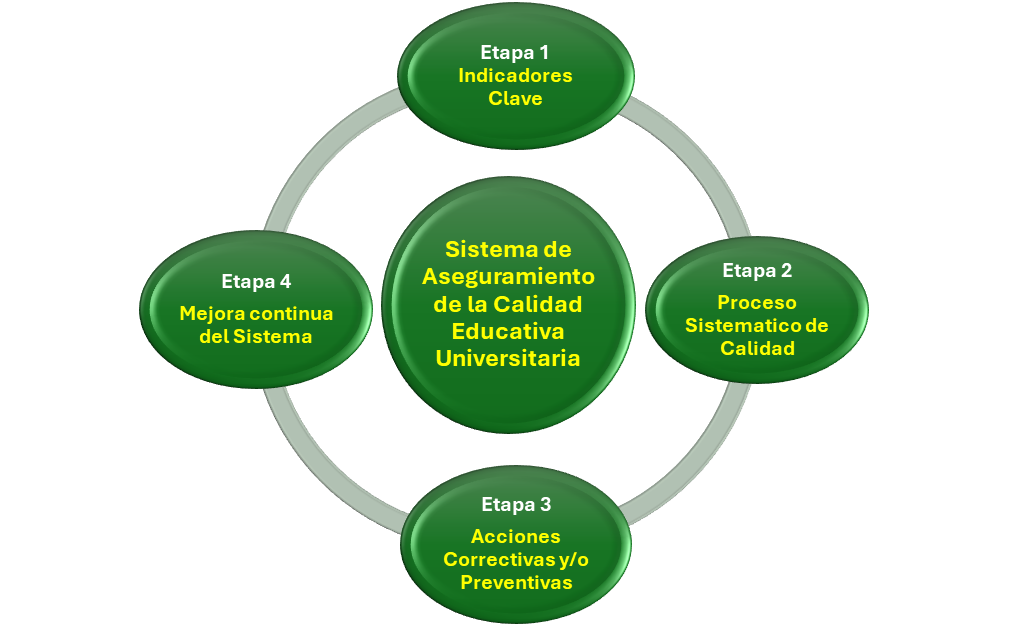 Etapa 1
Indicadores
Clave
Sistema de
Aseguramiento
de la Calidad
Educativa
Universitaria
Etapa 2
Proceso
Sistematico de
Calidad
Etapa 3
Acciones
Correctivas y/o
Preventivas
Etapa 4
Mejora continua
del Sistema